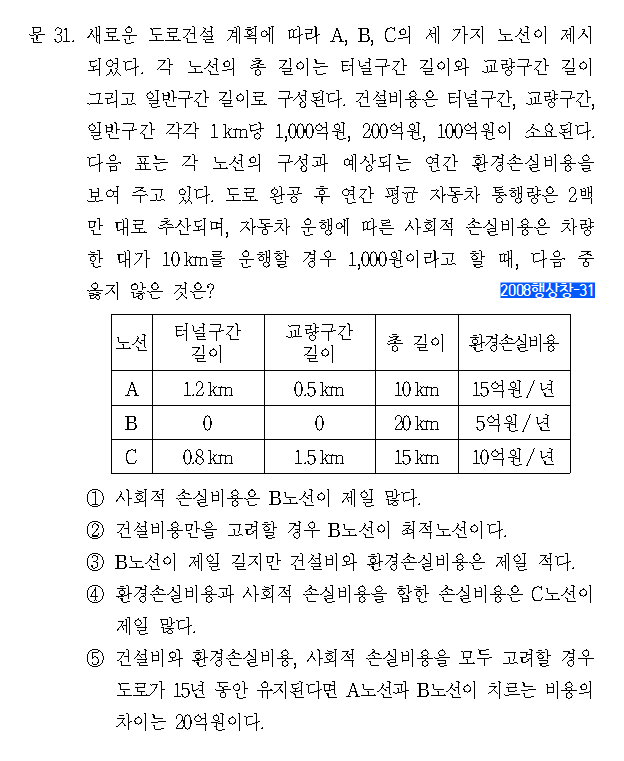 문 31. 새로운 도로건설 계획에 따라 A, B, C의 세 가지 노선이 제시
되었다. 각 노선의 총 길이는 터널구간 길이와 교량구간 길이
그리고 일반구간 길이로 구성된다. 건설비용은 터널구간, 교량구간,
일반구간 각각 1km당 1,000억원, 200억원, 100억원이 소요된다.
다음 표는 각 노선의 구성과 예상되는 연간 환경손실비용을
보여 주고 있다. 도로 완공 후 연간 평균 자동차 통행량은 2백
만 대로 추산되며, 자동차 운행에 따른 사회적 손실비용은 차량
한 대가 10km를 운행할 경우 1,000원이라고 할 때, 다음 중
옳지 않은 것은? 2008행상창-31
노선 터널구간 길이 교량구간 길이 총 길이 환경손실비용
A 1.2km 0.5km 10km 15억원/년
B 0 0 20km 5억원/년
C 0.8km 1.5km 15km 10억원/년
① 사회적 손실비용은 B노선이 제일 많다.
② 건설비용만을 고려할 경우 B노선이 최적노선이다.
③ B노선이 제일 길지만 건설비와 환경손실비용은 제일 적다.
④ 환경손실비용과 사회적 손실비용을 합한 손실비용은 C노선이
제일 많다.
⑤ 건설비와 환경손실비용, 사회적 손실비용을 모두 고려할 경우
도로가 15년 동안 유지된다면 A노선과 B노선이 치르는 비용의
차이는 20억원이다.